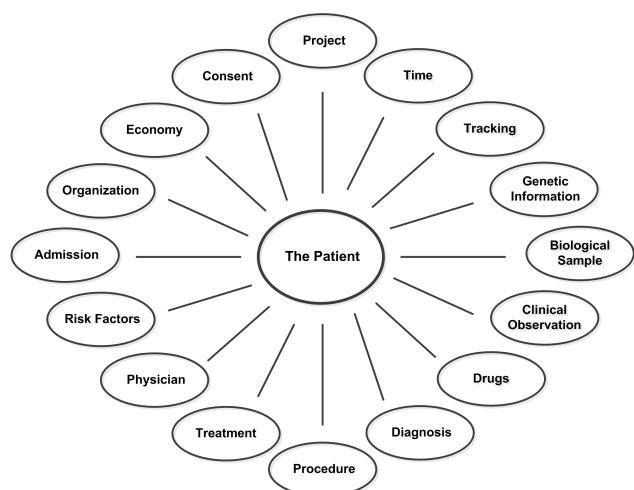 Project
Consent
Time
Economy
Tracking
Organization
Genetic
Information
Admission
The Patient
Biological
Sample
Risk Factors
Clinical
Observation
Physician
Drugs
Treatment
Diagnosis
Procedure